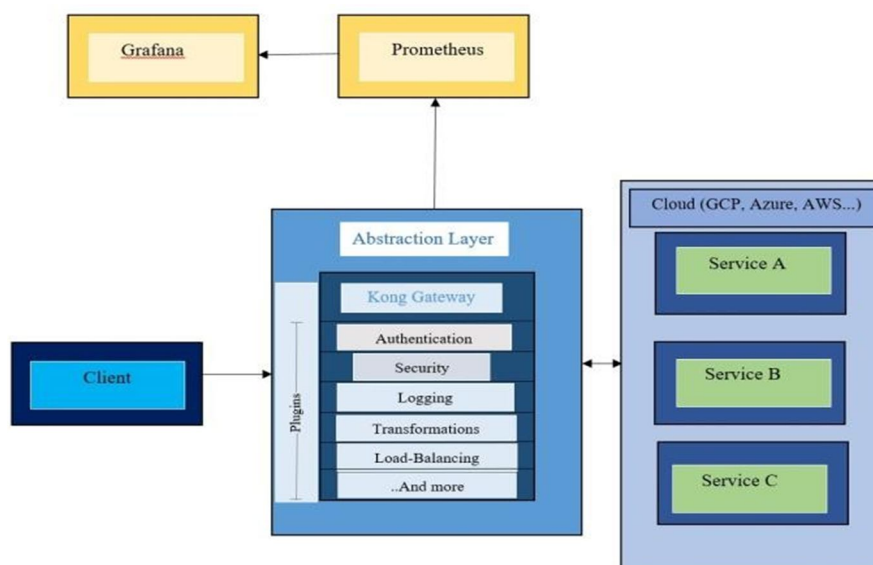 Grafana
Prometheus
Cloud (GCP, Azure, AWS...)
Abstraction Layer
Service A
Kong Gateway
Plugins
Authentication
Client
Security
Service B
Logging
Transformations
Load-Balancing
..And more
Service C